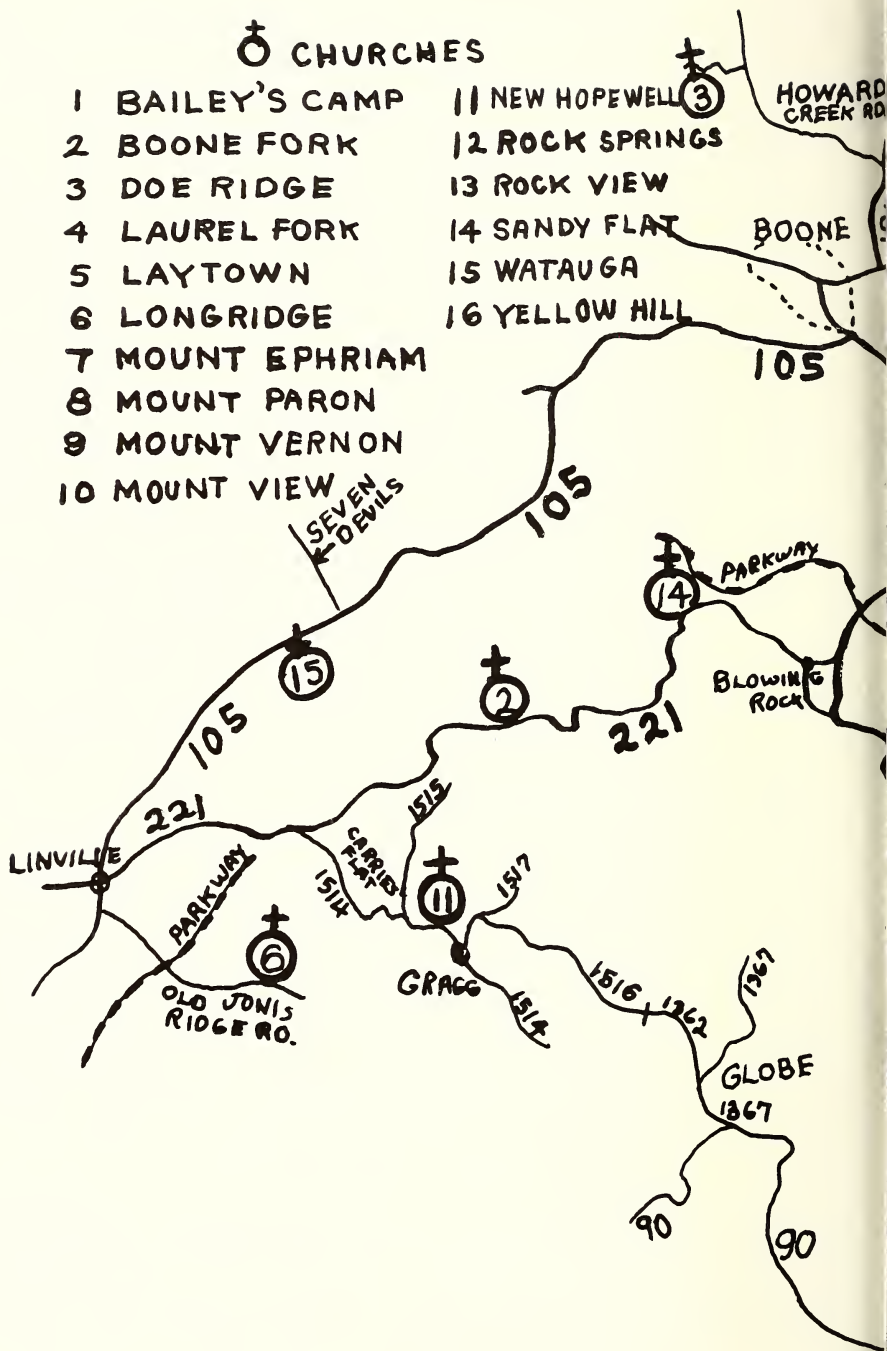 CHURCHES
1 BAILEY'S CAMP
2 BOONE FORK
3 DOE RIDGE
4 LAUREL FORK
5 LAYTOWN
6 LONGRIDGE
7 MOUNT EPHRIAM
8 MOUNT PARON
9 MOUNT VERNON
10 MOUNT VIEW
11 NEW HOPEWELL
12 ROCK SPRINGS
13 ROCK VIEW
14 SANDY FLAT
15 WATAUGA
16 YELLOW HILL
3
HOWARD
CREEK RD
BOONE
105
105
SEVEN
DEVILS
14
PARKWAY
15
2
BLOWING
ROCK
221
105
221
1515
LINVILLE
CARRIES
FLAT
1514
PARKWAY
11
1517
6
GRAGG
OLD JONIS
RIDGE RD.
1514
1516
1362
1367
GLOBE
1367
90
90